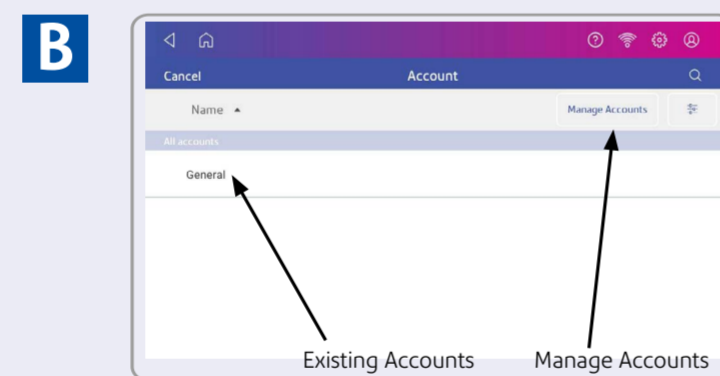 B
Cancel Account
Name Manage Accounts
All accounts
General
Existing Accounts Manage Accounts